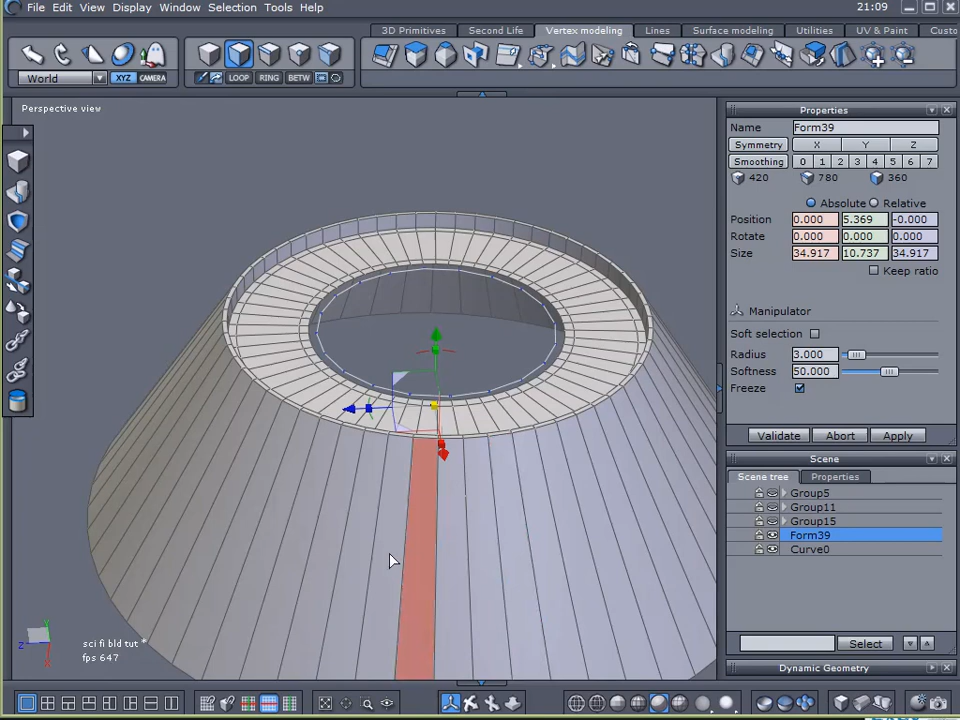 File Edit View Display Window Selection Tools Help 21:09
3D Primitives Second Life Vertex modeling Lines Surface modeling Utilities UV & Paint Custo
World XYZ CAMERA LOOP RING BETW
Perspective view
Properties
Name Form39
Symmetry X Y Z
Smoothing 0 1 2 3 4 5 6 7
420 780 360
Absolute Relative
Position 0.000 5.369 -0.000
Rotate 0.000 0.000 0.000
Size 34.917 10.737 34.917
Keep ratio
Manipulator
Soft selection
Radius 3.000
Softness 50.000
Freeze
Validate Abort Apply
Scene
Scene tree Properties
Group5
Group11
Group15
Form39
Curve0
Y
Z
X
sci fi bld tut *
fps 647
Select
Dynamic Geometry